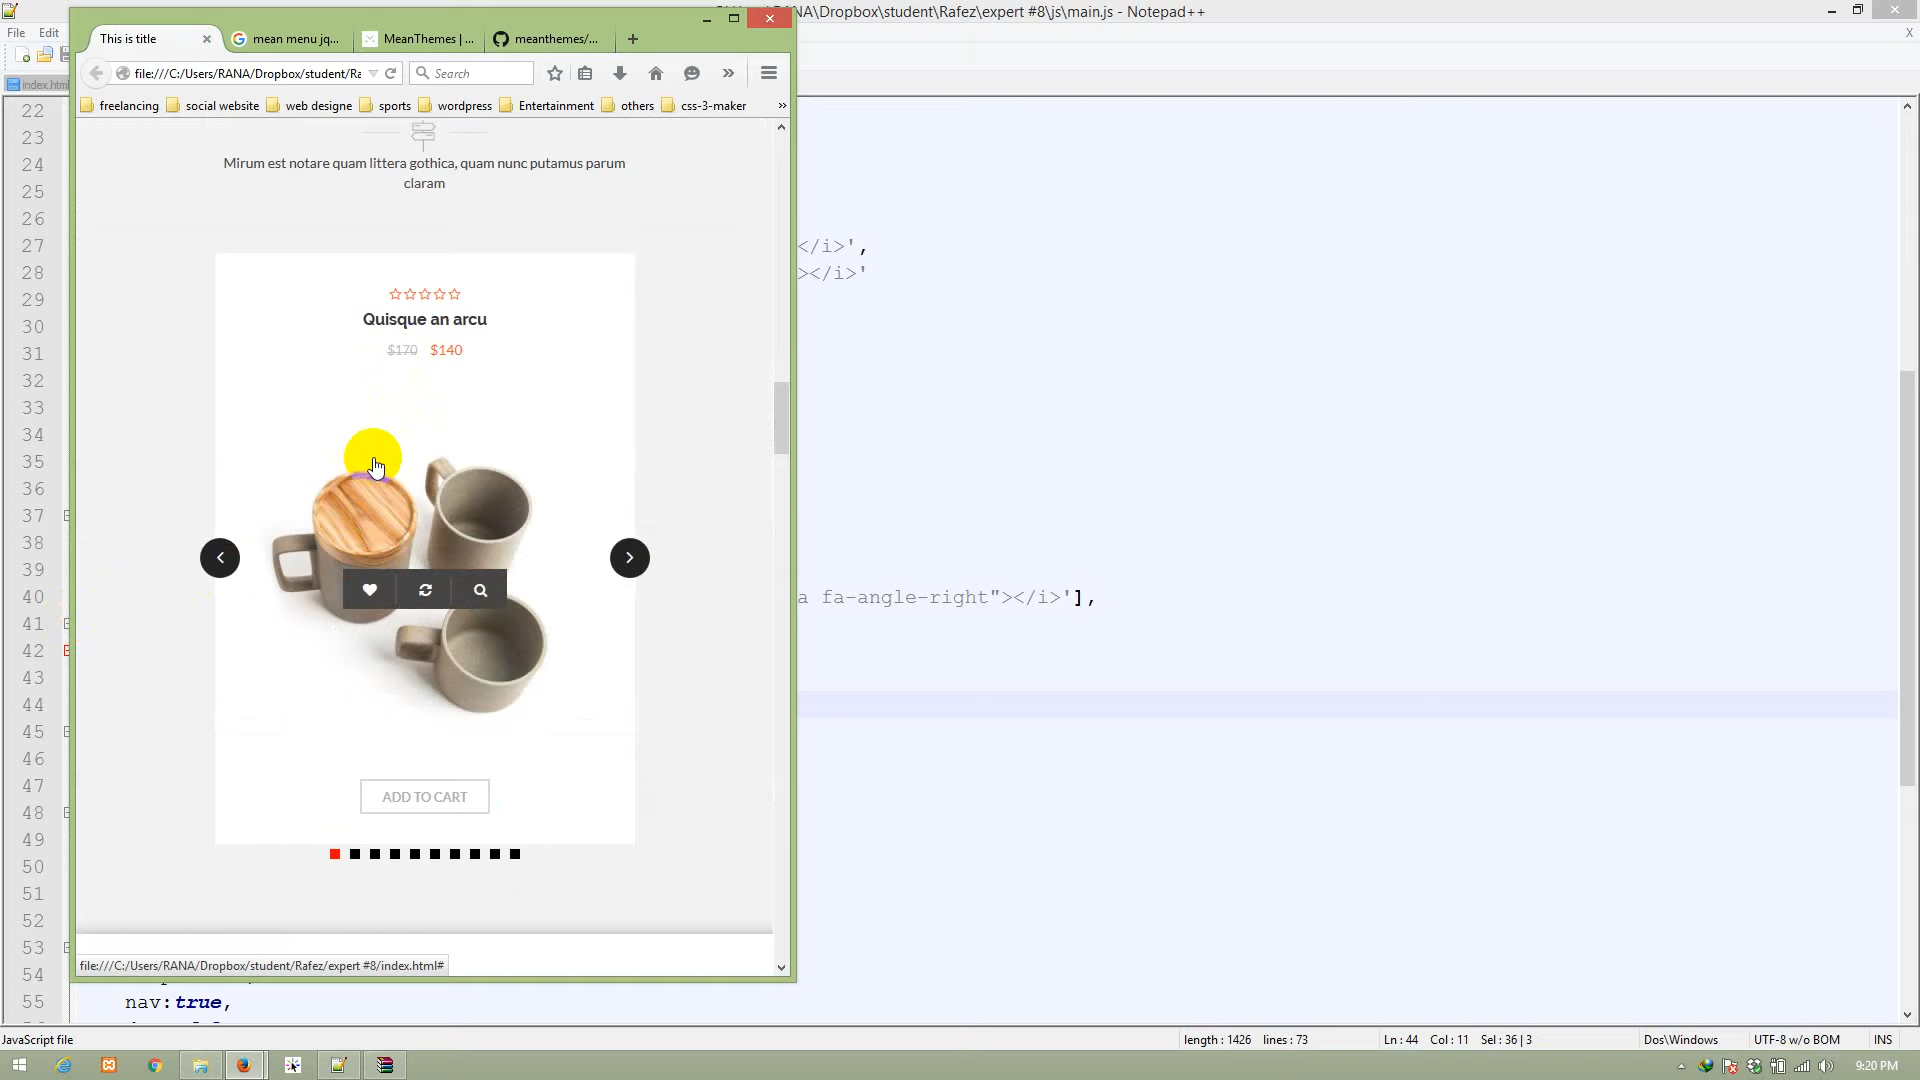 \RANA\Dropbox\student\Rafez\expert #8\js\main.js - Notepad++
File Edit
index.html
This is title
mean menu jq...
MeanThemes | ...
meanthemes/...
file:///C:/Users/RANA/Dropbox/student/Ra
Search
freelancing
social website
web designe
sports
wordpress
Entertainment
others
css-3-maker
Mirum est notare quam littera gothica, quam nunc putamus parum
claram
Quisque an arcu
$170 $140
ADD TO CART
file:///C:/Users/RANA/Dropbox/student/Rafez/expert #8/index.html#
22
23
24
25
26
27 </i>',
28 ></i>'
29
30
31
32
33
34
35
36
37
38
39
40 a fa-angle-right"></i>'],
41
42
43
44
45
46
47
48
49
50
51
52
53
54
55 nav:true,
JavaScript file
length : 1426 lines : 73
Ln : 44 Col : 11 Sel : 36 | 3
Dos\Windows
UTF-8 w/o BOM
INS
9:20 PM